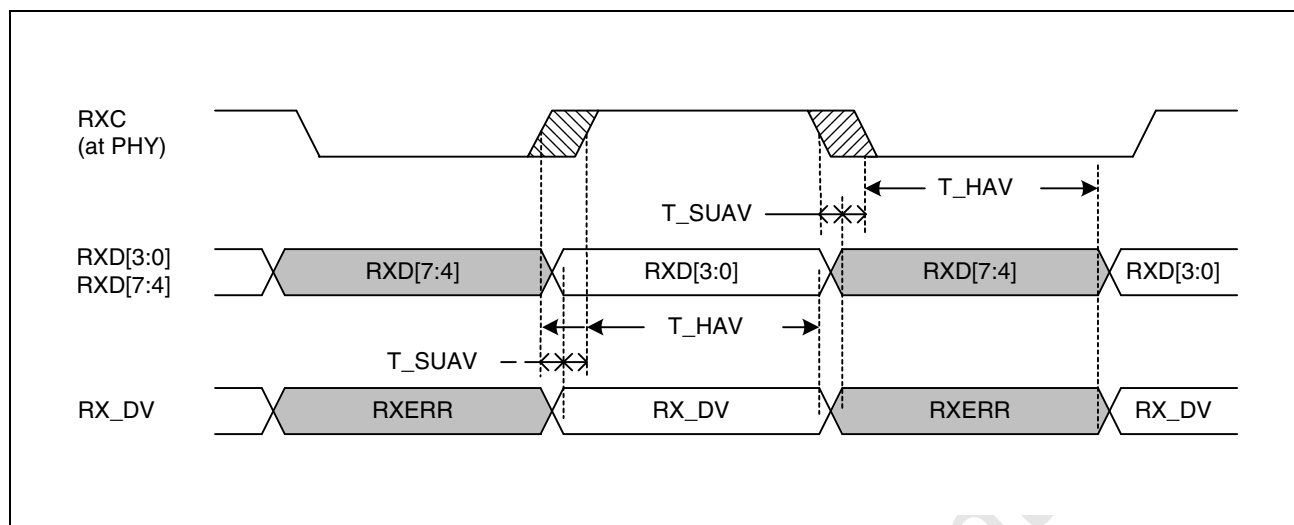 RXC
(at PHY)
T_HAV
T_SUAV
RXD[3:0]
RXD[7:4]
RXD[7:4]
RXD[3:0]
RXD[7:4]
RXD[3:0]
T_HAV
T_SUAV
RX_DV
RXERR
RX_DV
RXERR
RX_DV